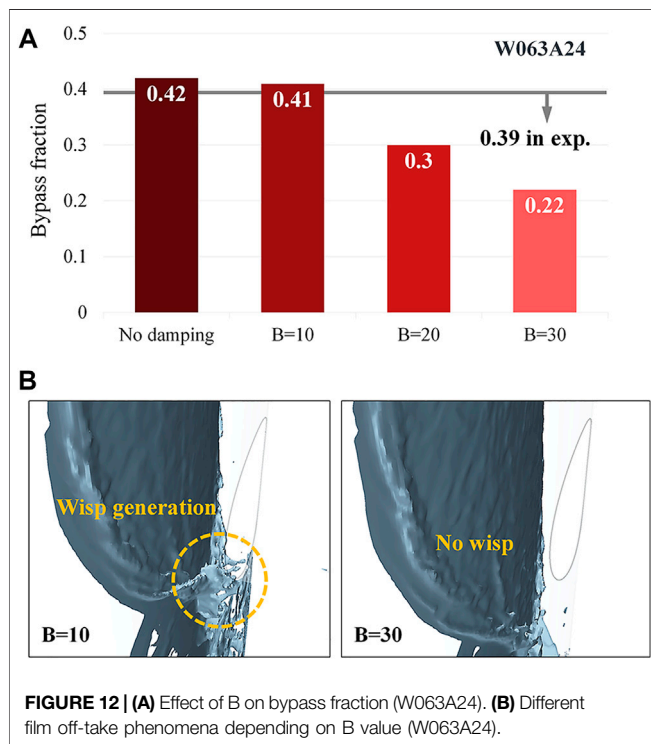 A
W063A24
0.5
0.4
0.3
0.2
0.1
0
Bypass fraction
0.42
0.41
0.3
0.22
0.39 in exp.
No damping B=10 B=20 B=30
B
Wisp generation
B=10
No wisp
B=30
FIGURE 12 | (A) Effect of B on bypass fraction (W063A24). (B) Different
film off-take phenomena depending on B value (W063A24).